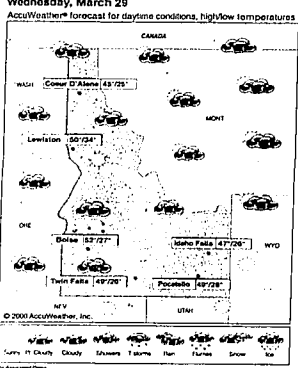 Wednesday, March 29
AccuWeather® forecast for daytime conditions, high/low temperatures
CANADA
WASH
Coeur D'Alene 45°/25°
MONT
Lewiston 50°/34°
ORE
Boise 52°/27°
Idaho Falls 47°/26°
WYO
Twin Falls 49°/26°
Pocatello 48°/28°
© 2000 AccuWeather, Inc.
NEV
UTAH
Sunny Pt. Cloudy Cloudy Showers T-storms Rain Flurries Snow Ice